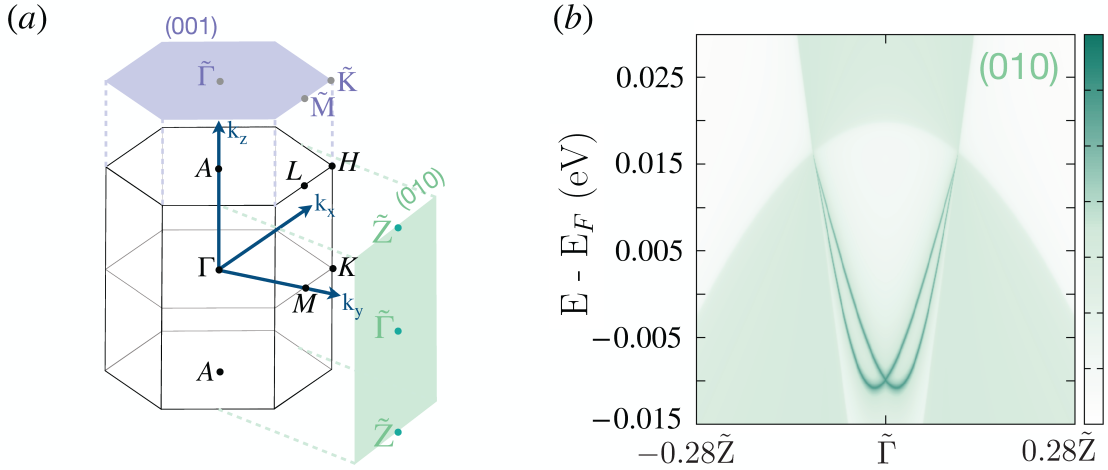 (a)
(001)
Γ̃
K̃
M̃
k_z
A
L
H
k_x
(010)
Z̃
Γ
K
M
k_y
Γ̃
A
Z̃
(b)
(010)
E - E_F (eV)
0.025
0.015
0.005
−0.005
−0.015
−0.28Z̃
Γ̃
0.28Z̃